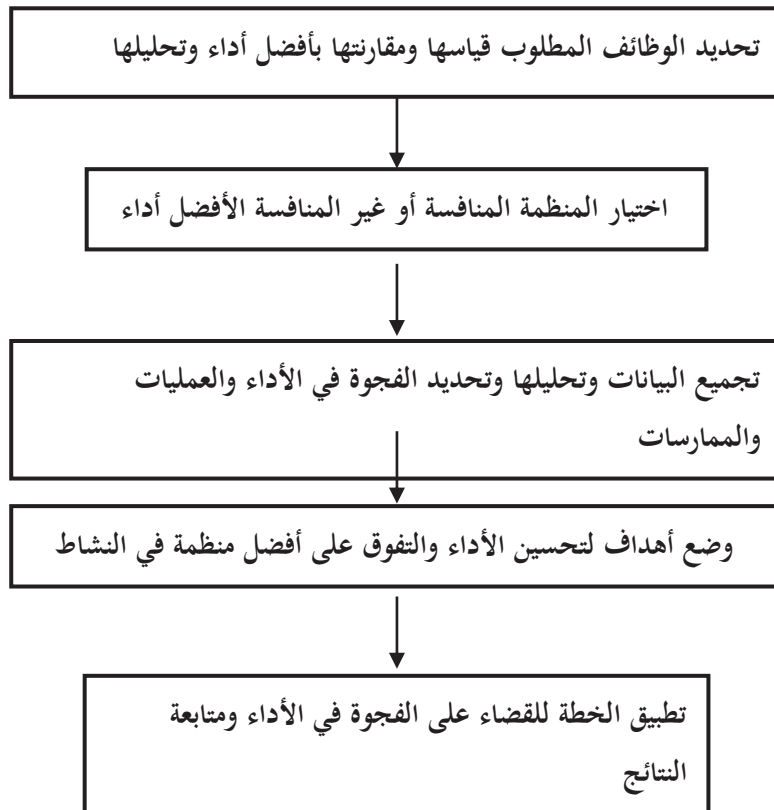 تحديد الوظائف المطلوب قياسها ومقارنتها بأفضل أداء وتحليلها
اختيار المنظمة المنافسة أو غير المنافسة الأفضل أداء
تجميع البيانات وتحليلها وتحديد الفجوة في الأداء والعمليات
والممارسات
وضع أهداف لتحسين الأداء والتفوق على أفضل منظمة في النشاط
تطبيق الخطة للقضاء على الفجوة في الأداء ومتابعة
النتائج